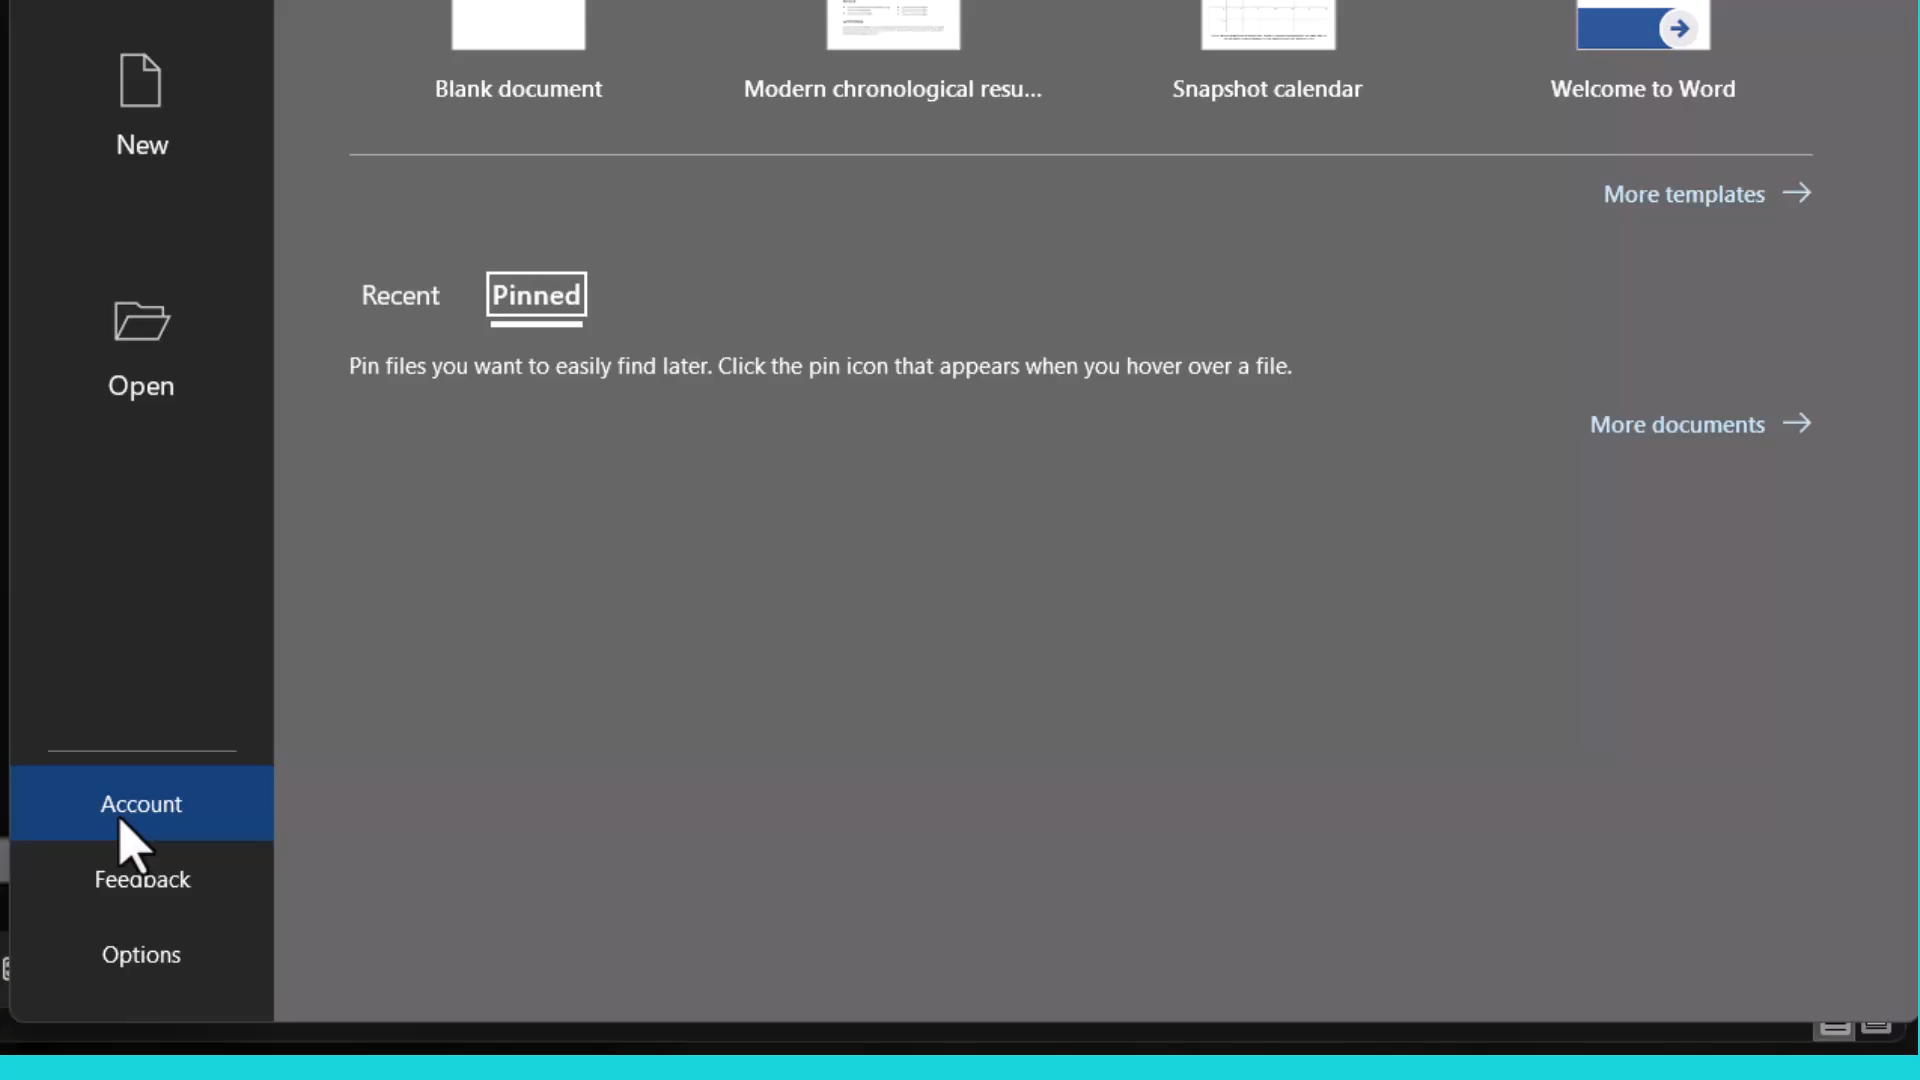 New
Open
Account
Feedback
Options
Blank document
Modern chronological resu...
Snapshot calendar
Welcome to Word
More templates
Recent
Pinned
Pin files you want to easily find later. Click the pin icon that appears when you hover over a file.
More documents